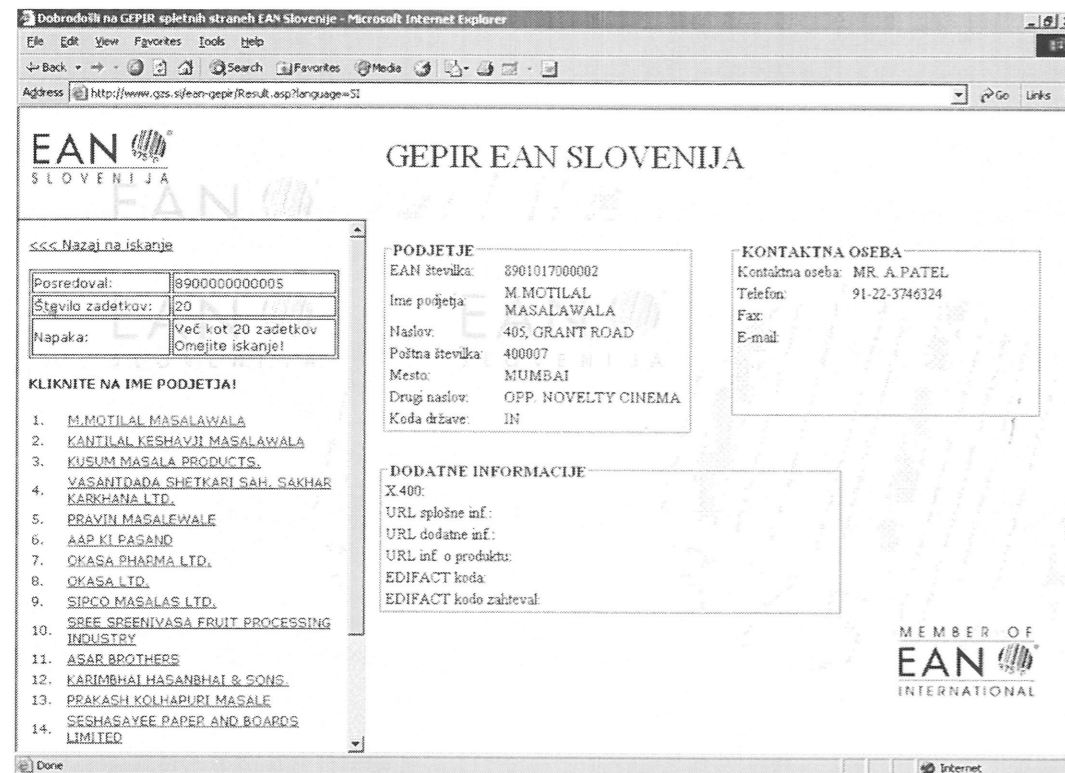 Dobrodošli na GEPIR spletnih straneh EAN Slovenije - Microsoft Internet Explorer
File Edit View Favorites Tools Help
Back Search Favorites Media
Address http://www.gzs.si/ean-gepir/Result.asp?language=SI Go Links
EAN
SLOVENIJA
GEPIR EAN SLOVENIJA
<<< Nazaj na iskanje
Posredoval: 8900000000005
Število zadetkov: 20
Napaka: Več kot 20 zadetkov
Omejite iskanje!
KLIKNITE NA IME PODJETJA!
1. M.MOTILAL MASALAWALA
2. KANTILAL KESHAVJI MASALAWALA
3. KUSUM MASALA PRODUCTS.
4. VASANTDADA SHETKARI SAH. SAKHAR
KARKHANA LTD.
5. PRAVIN MASALEWALE
6. AAP KI PASAND
7. OKASA PHARMA LTD.
8. OKASA LTD.
9. SIPCO MASALAS LTD.
10. SREE SREENIVASA FRUIT PROCESSING
INDUSTRY
11. ASAR BROTHERS
12. KARIMBHAI HASANBHAI & SONS.
13. PRAKASH KOLHAPURI MASALE
14. SESHASAYEE PAPER AND BOARDS
LIMITED
PODJETJE
EAN številka: 8901017000002
Ime podjetja: M.MOTILAL
MASALAWALA
Naslov: 405, GRANT ROAD
Poštna številka: 400007
Mesto: MUMBAI
Drugi naslov: OPP. NOVELTY CINEMA
Koda države: IN
KONTAKTNA OSEBA
Kontaktna oseba: MR. A.PATEL
Telefon: 91-22-3746324
Fax:
E-mail:
DODATNE INFORMACIJE
X.400:
URL splošne inf.:
URL dodatne inf.:
URL inf. o produktu:
EDIFACT koda:
EDIFACT kodo zahteval:
MEMBER OF
EAN
INTERNATIONAL
Done Internet